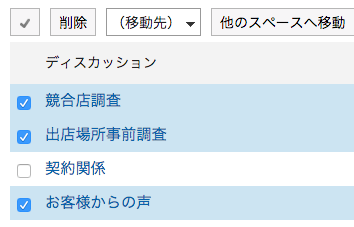 削除 （移動先） 他のスペースへ移動
ディスカッション
競合店調査
出店場所事前調査
契約関係
お客様からの声